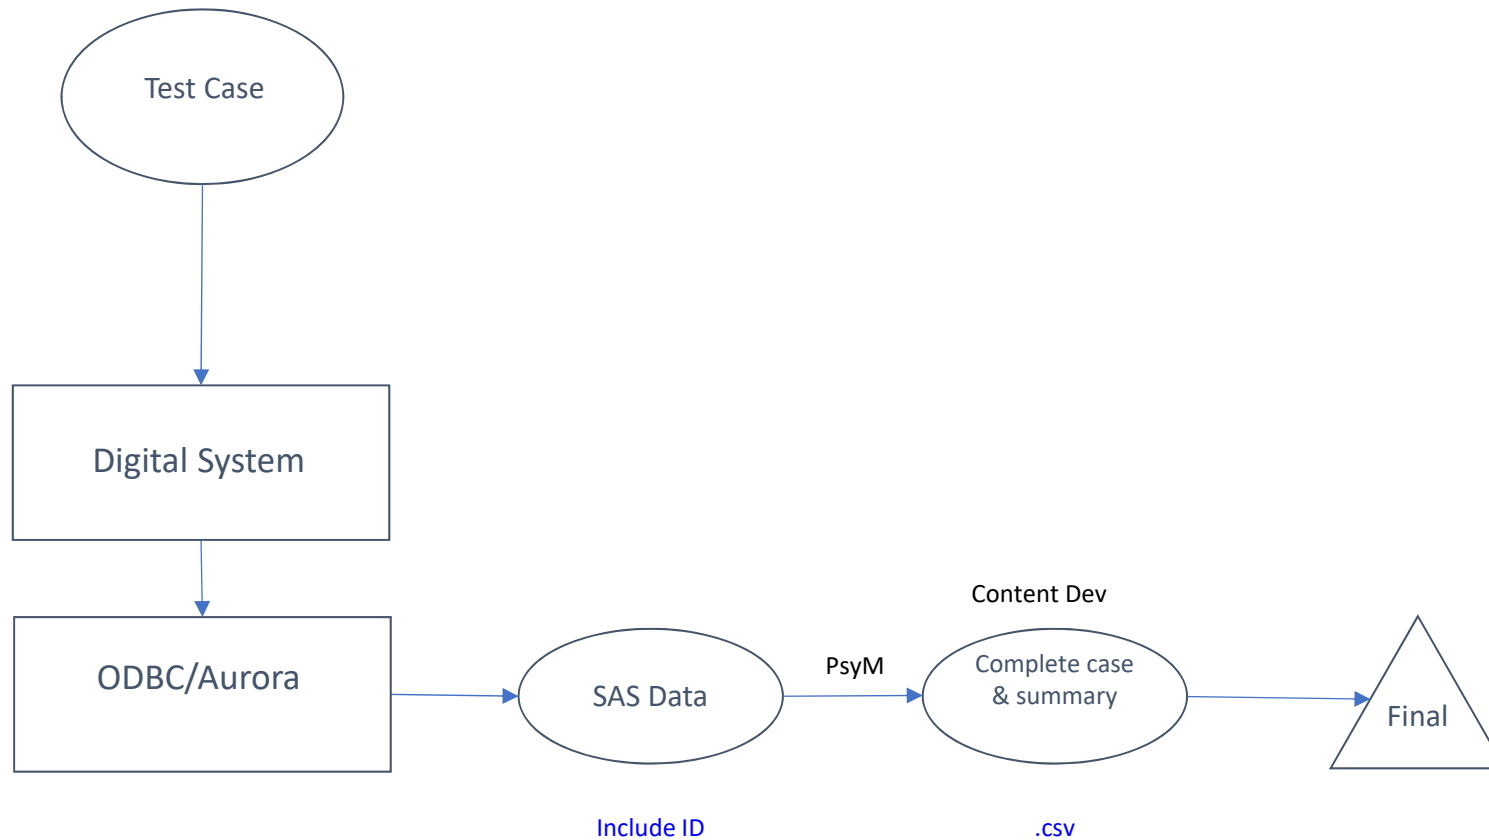 Test Case
Digital System
ODBC/Aurora
SAS Data
PsyM
Content Dev
Complete case
& summary
Final
Include ID
.csv